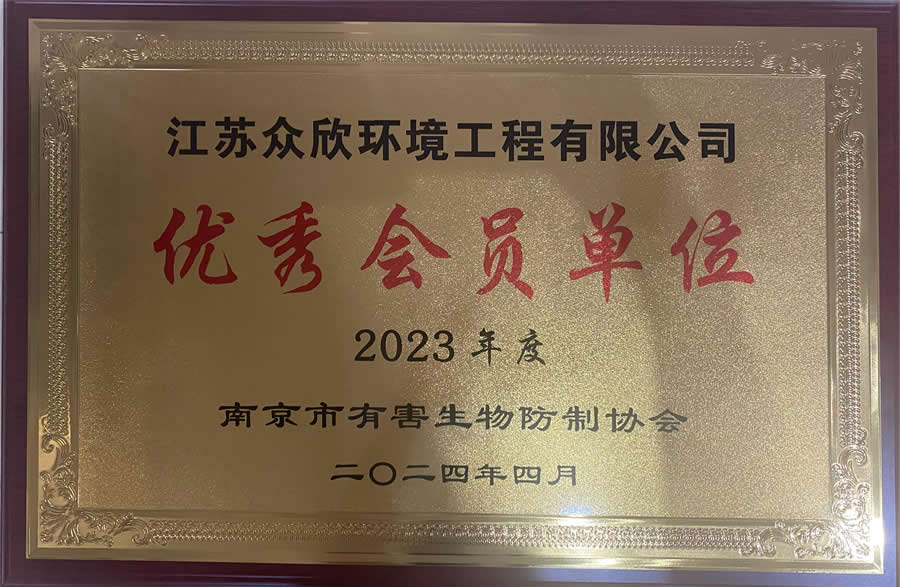 江苏众欣环境工程有限公司
优秀会员单位
2023年度
南京市有害生物防制协会
二〇二四年四月